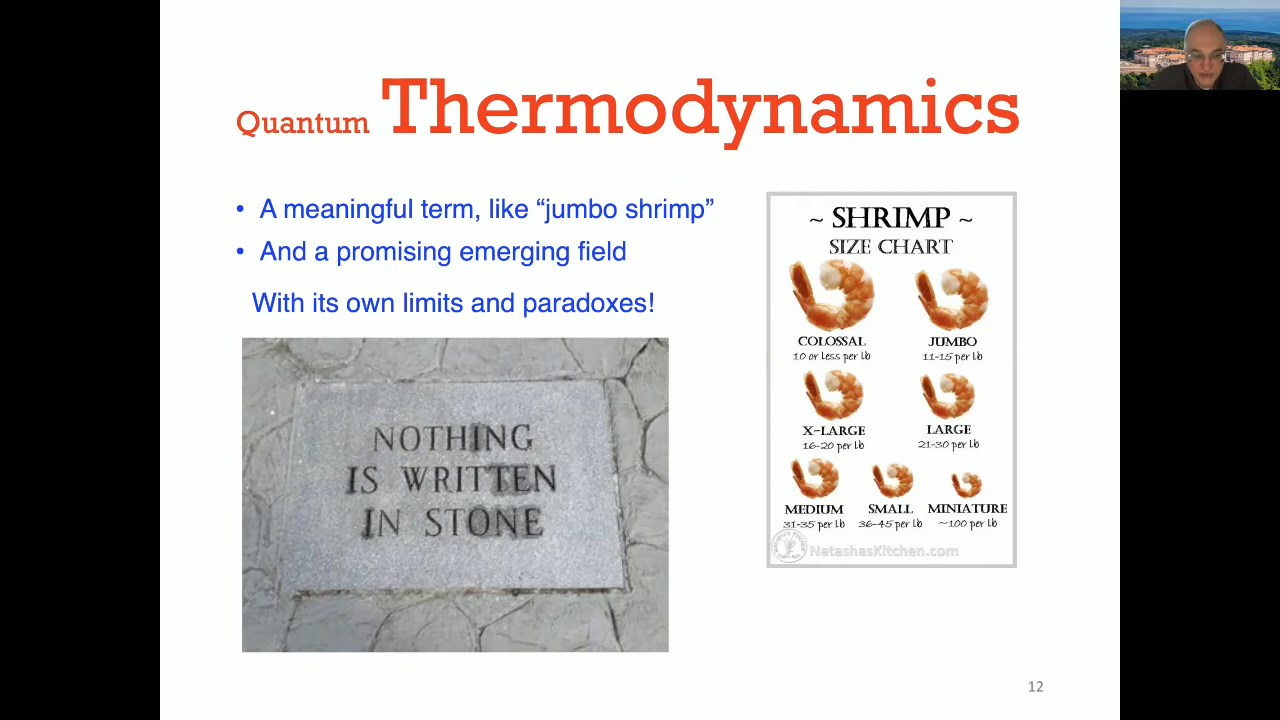 Quantum Thermodynamics
• A meaningful term, like “jumbo shrimp”
• And a promising emerging field
With its own limits and paradoxes!
NOTHING
IS WRITTEN
IN STONE
~ SHRIMP ~
SIZE CHART
COLOSSAL
10 or less per lb
JUMBO
11-15 per lb
X-LARGE
16-20 per lb
LARGE
21-30 per lb
MEDIUM
31-35 per lb
SMALL
36-45 per lb
MINIATURE
~100 per lb
NatashasKitchen.com
12